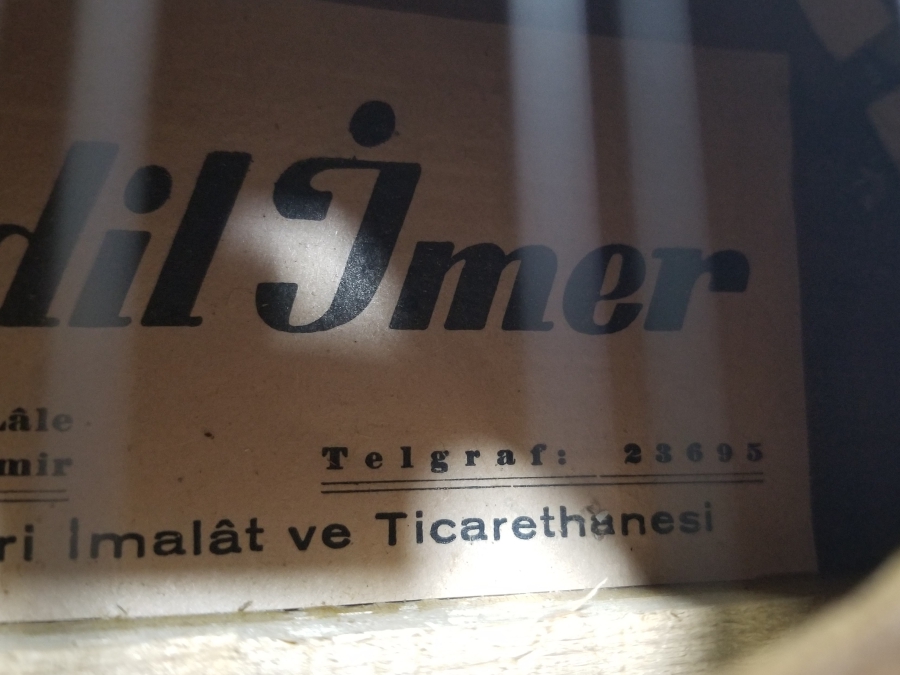 dil İmer
Lâle
mir
Telgraf: 23695
ri İmalât ve Ticarethanesi